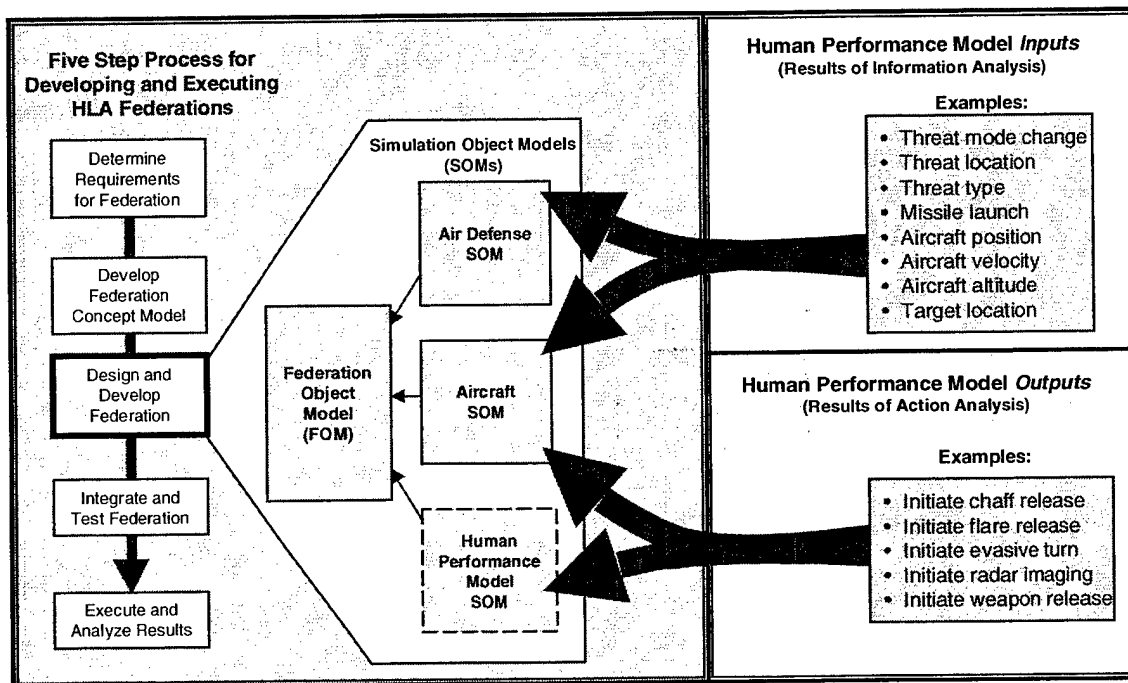 Five Step Process for
Developing and Executing
HLA Federations
Determine
Requirements
for Federation
Develop
Federation
Concept Model
Design and
Develop
Federation
Integrate and
Test Federation
Execute and
Analyze Results
Simulation Object Models
(SOMs)
Air Defense
SOM
Federation
Object
Model
(FOM)
Aircraft
SOM
Human
Performance
Model
SOM
Human Performance Model Inputs
(Results of Information Analysis)
Examples:
• Threat mode change
• Threat location
• Threat type
• Missile launch
• Aircraft position
• Aircraft velocity
• Aircraft altitude
• Target location
Human Performance Model Outputs
(Results of Action Analysis)
Examples:
• Initiate chaff release
• Initiate flare release
• Initiate evasive turn
• Initiate radar imaging
• Initiate weapon release